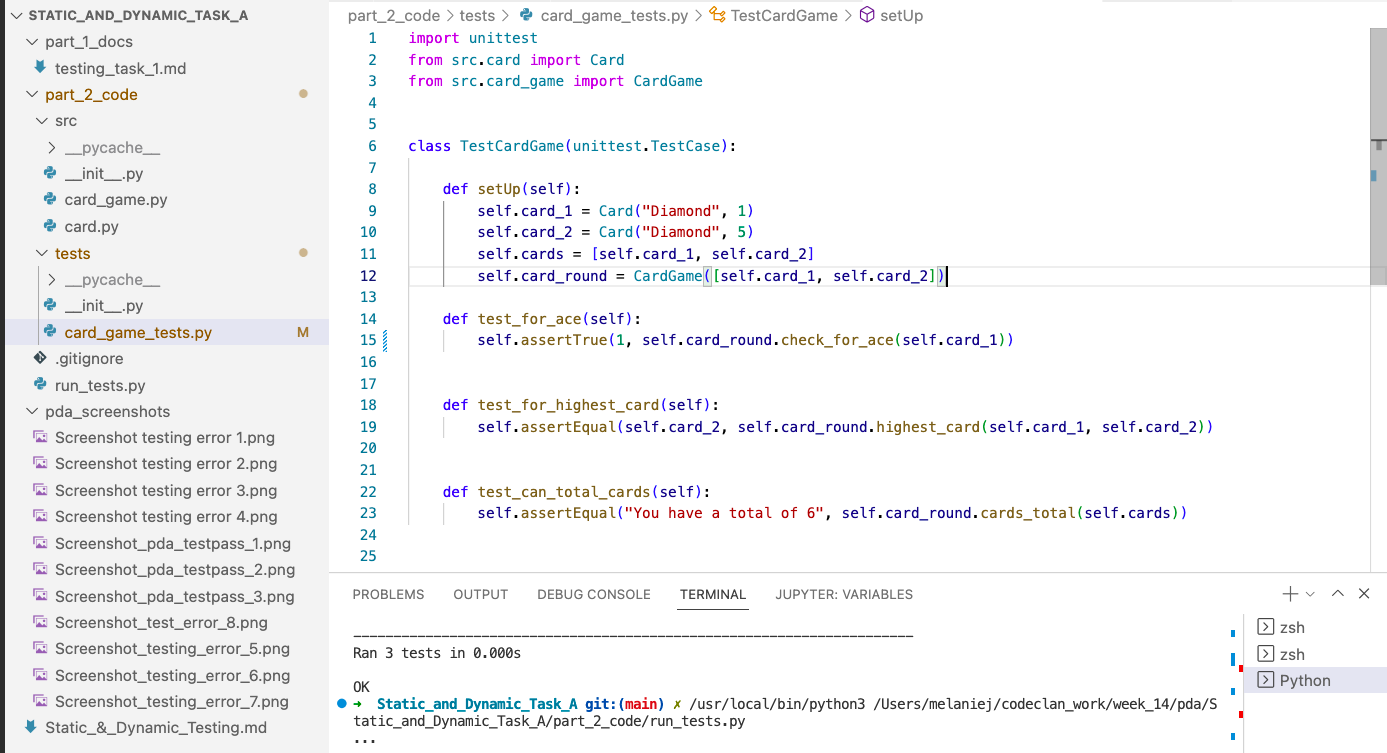 STATIC_AND_DYNAMIC_TASK_A
part_1_docs
testing_task_1.md
part_2_code
src
__pycache__
__init__.py
card_game.py
card.py
tests
__pycache__
__init__.py
card_game_tests.py M
.gitignore
run_tests.py
pda_screenshots
Screenshot testing error 1.png
Screenshot testing error 2.png
Screenshot testing error 3.png
Screenshot testing error 4.png
Screenshot_pda_testpass_1.png
Screenshot_pda_testpass_2.png
Screenshot_pda_testpass_3.png
Screenshot_test_error_8.png
Screenshot_testing_error_5.png
Screenshot_testing_error_6.png
Screenshot_testing_error_7.png
Static_&_Dynamic_Testing.md
part_2_code > tests > card_game_tests.py > TestCardGame > setUp
1 import unittest
2 from src.card import Card
3 from src.card_game import CardGame
4
5
6 class TestCardGame(unittest.TestCase):
7
8     def setUp(self):
9         self.card_1 = Card("Diamond", 1)
10         self.card_2 = Card("Diamond", 5)
11         self.cards = [self.card_1, self.card_2]
12         self.card_round = CardGame([self.card_1, self.card_2])
13
14     def test_for_ace(self):
15         self.assertTrue(1, self.card_round.check_for_ace(self.card_1))
16
17
18     def test_for_highest_card(self):
19         self.assertEqual(self.card_2, self.card_round.highest_card(self.card_1, self.card_2))
20
21
22     def test_can_total_cards(self):
23         self.assertEqual("You have a total of 6", self.card_round.cards_total(self.cards))
24
25
PROBLEMS OUTPUT DEBUG CONSOLE TERMINAL JUPYTER: VARIABLES
----------------------------------------------------------------------
Ran 3 tests in 0.000s
OK
➜ Static_and_Dynamic_Task_A git:(main) ✗ /usr/local/bin/python3 /Users/melaniej/codeclan_work/week_14/pda/S
tatic_and_Dynamic_Task_A/part_2_code/run_tests.py
...
zsh
zsh
Python